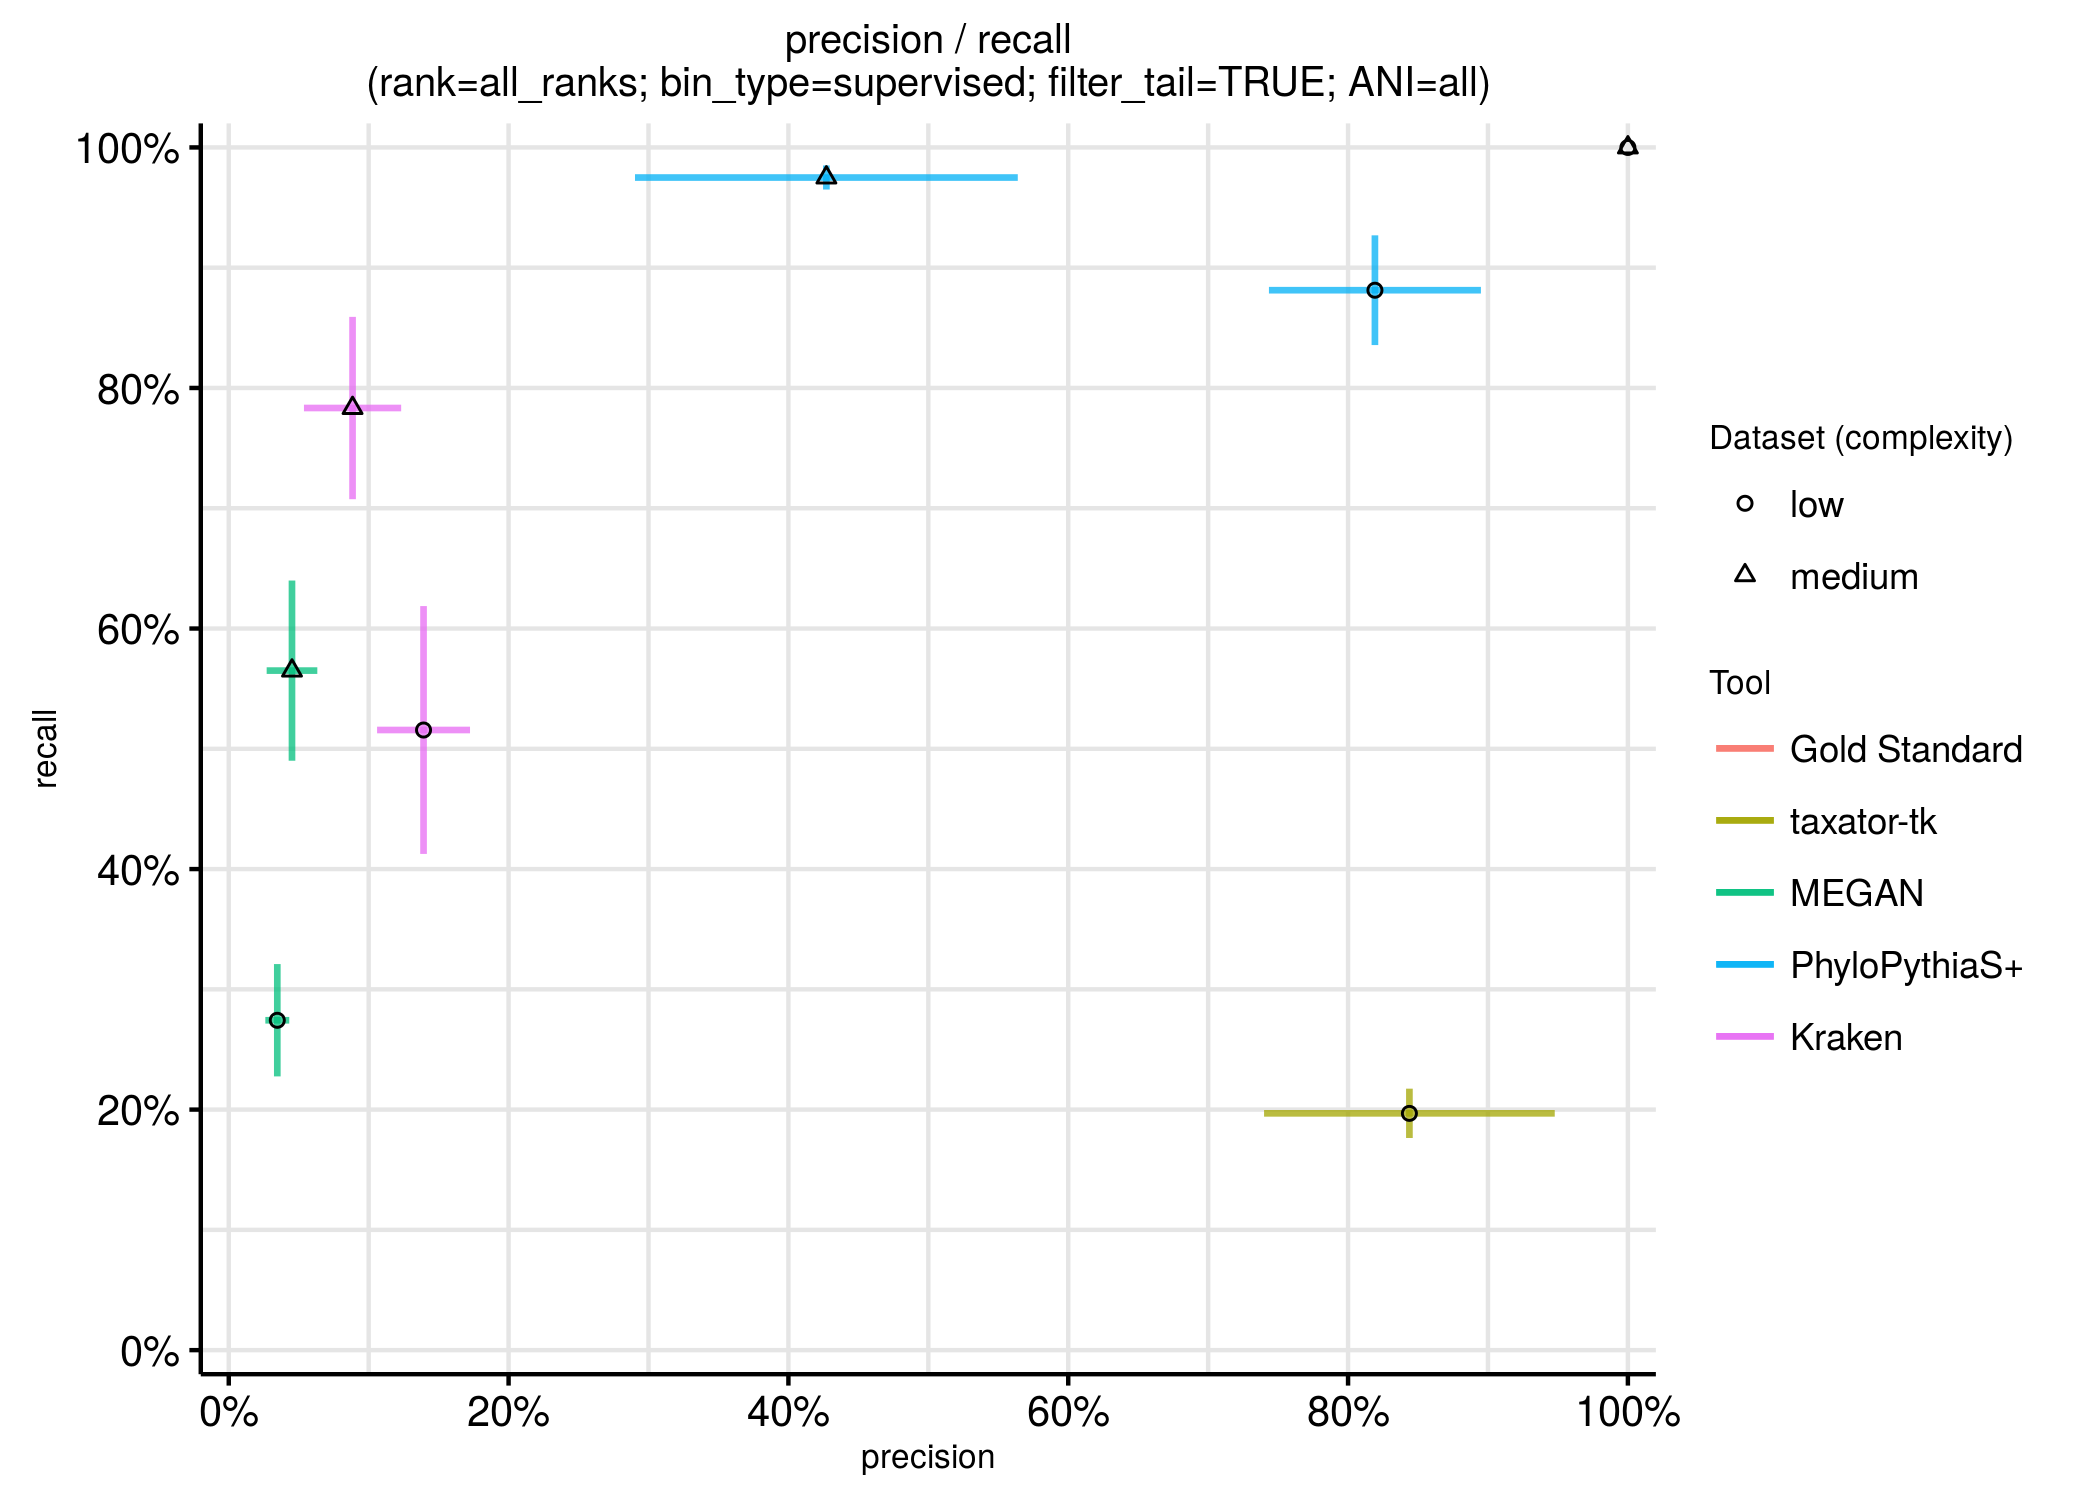 precision / recall
(rank=all_ranks; bin_type=supervised; filter_tail=TRUE; ANI=all)
100%
80%
60%
40%
20%
0%
recall
0%
20%
40%
60%
80%
100%
precision
Dataset (complexity)
low
medium
Tool
Gold Standard
taxator-tk
MEGAN
PhyloPythiaS+
Kraken